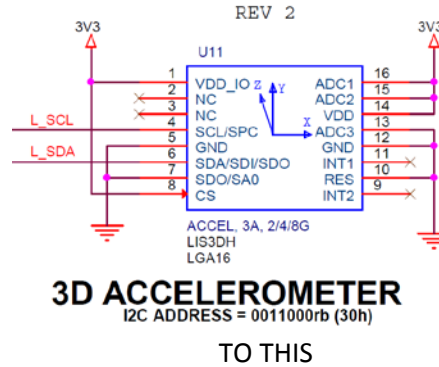 REV 2
3V3
3V3
U11
1 VDD_IO Z Y ADC1 16
2 NC ADC2 15
3 NC VDD 14
L_SCL 4 SCL/SPC X ADC3 13
5 GND GND 12
L_SDA 6 SDA/SDI/SDO INT1 11
7 SDO/SA0 RES 10
8 CS INT2 9
ACCEL, 3A, 2/4/8G
LIS3DH
LGA16
3D ACCELEROMETER
I2C ADDRESS = 0011000rb (30h)
TO THIS